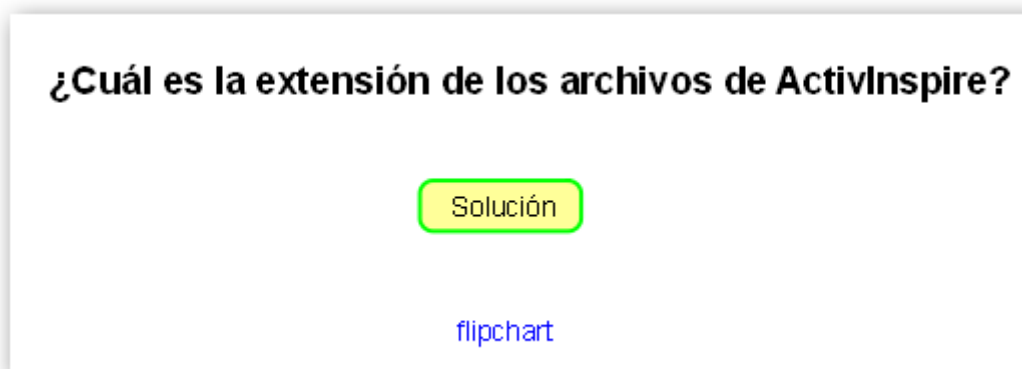 ¿Cuál es la extensión de los archivos de ActivInspire?
Solución
flipchart